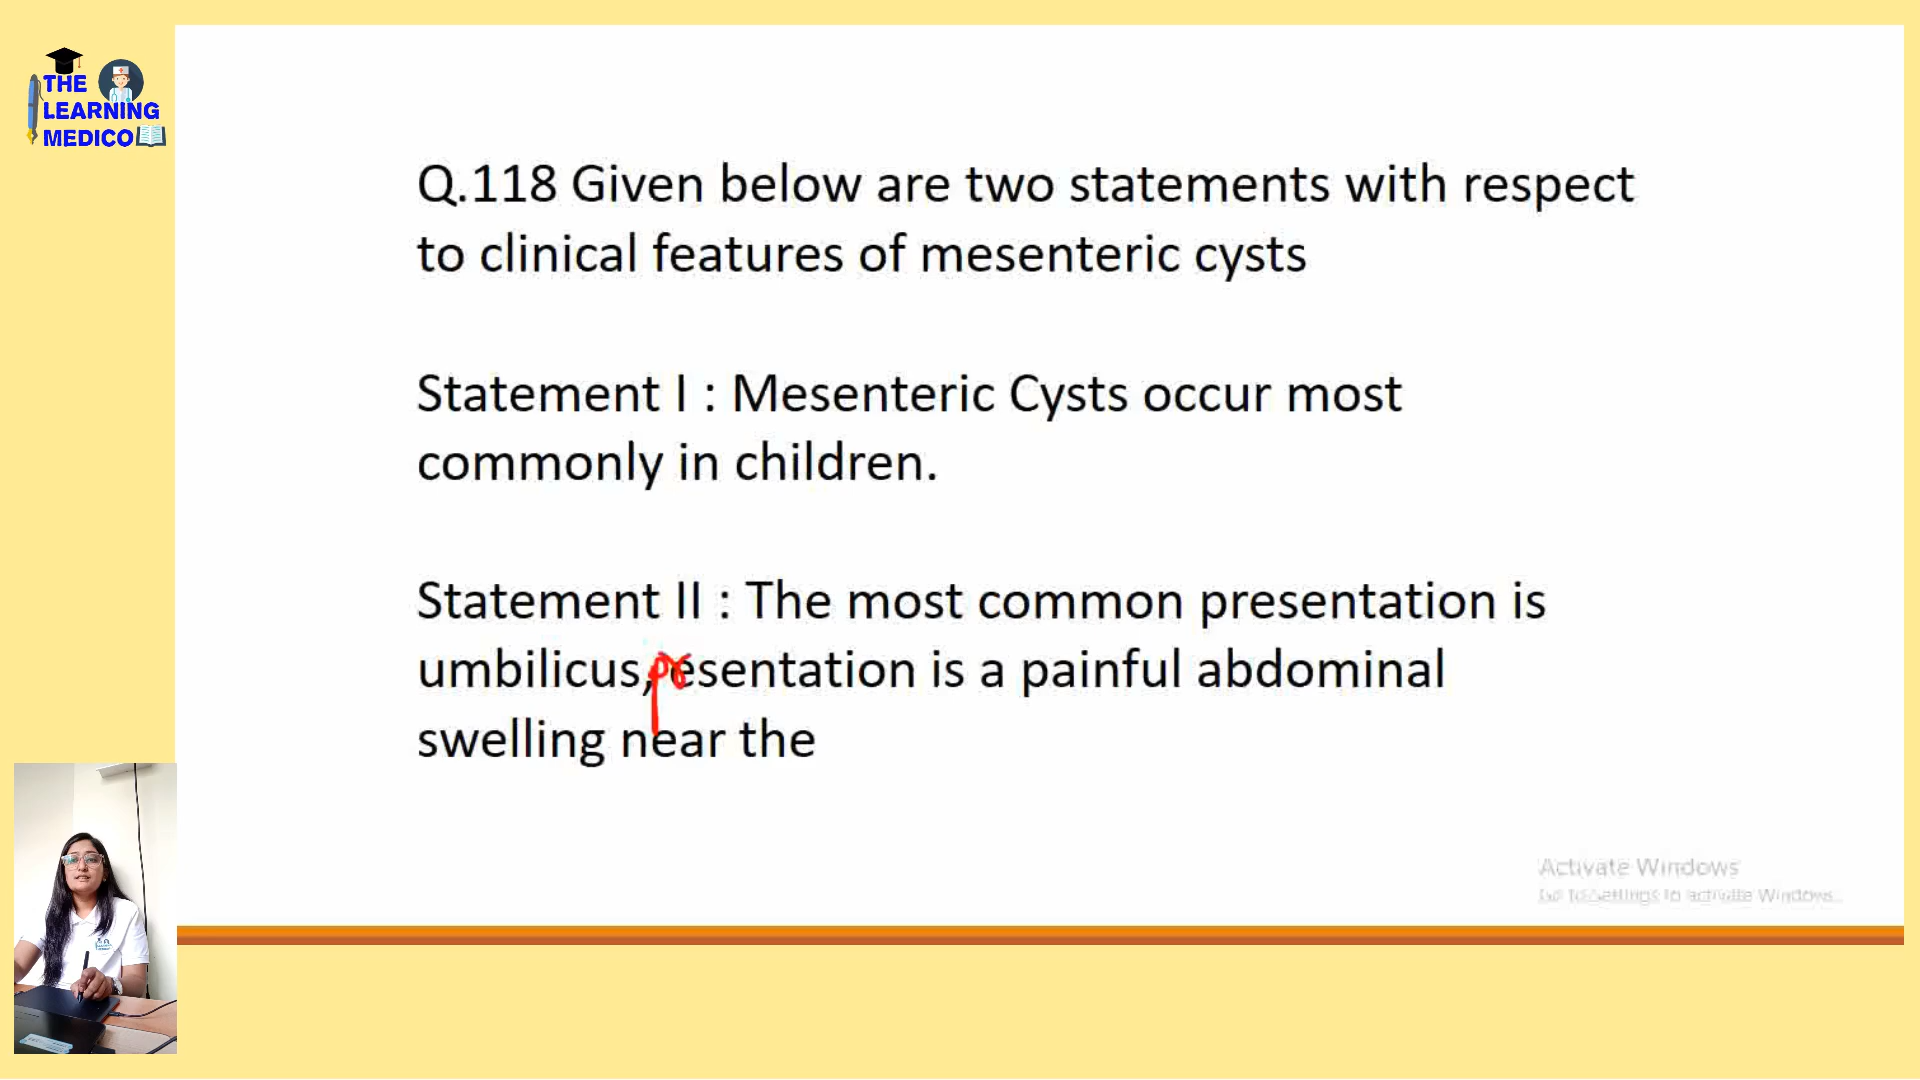 THE
LEARNING
MEDICO
Q.118 Given below are two statements with respect
to clinical features of mesenteric cysts
Statement I : Mesenteric Cysts occur most
commonly in children.
Statement II : The most common presentation is
umbilicus,presentation is a painful abdominal
swelling near the
Activate Windows
Go to Settings to activate Windows.